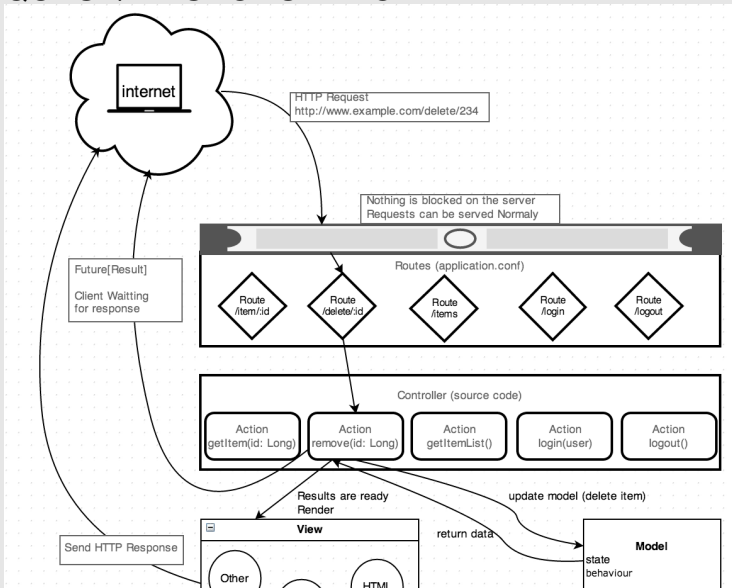 internet
HTTP Request
http://www.example.com/delete/234
Nothing is blocked on the server
Requests can be served Normaly
Future[Result]
Client Waitting
for response
Routes (application.conf)
Route
/item/:id
Route
/delete/:id
Route
/items
Route
/login
Route
/logout
Controller (source code)
Action
getItem(id: Long)
Action
remove(id: Long)
Action
getItemList()
Action
login(user)
Action
logout()
Results are ready
Render
update model (delete item)
return data
Send HTTP Response
View
Other
HTML
Model
state
behaviour